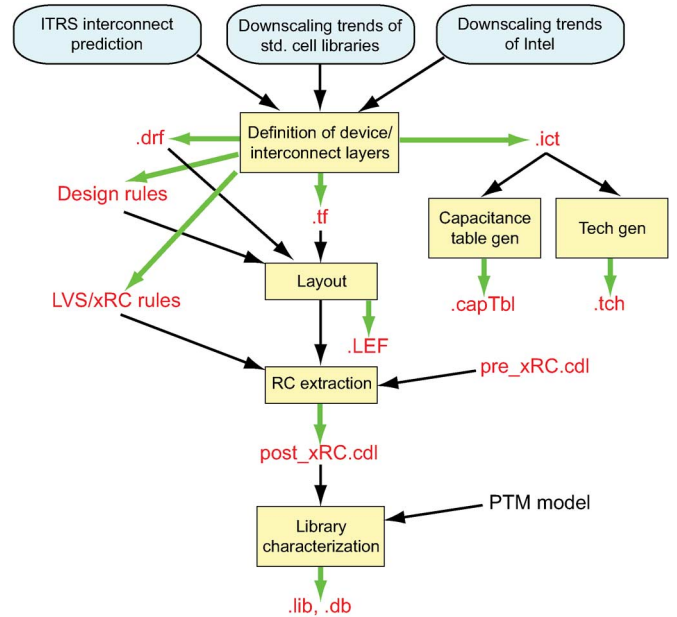 ITRS interconnect
prediction
Downscaling trends of
std. cell libraries
Downscaling trends
of Intel
Definition of device/
interconnect layers
.drf
.ict
Design rules
.tf
Capacitance
table gen
Tech gen
Layout
LVS/xRC rules
.capTbl
.tch
.LEF
RC extraction
pre_xRC.cdl
post_xRC.cdl
PTM model
Library
characterization
.lib, .db